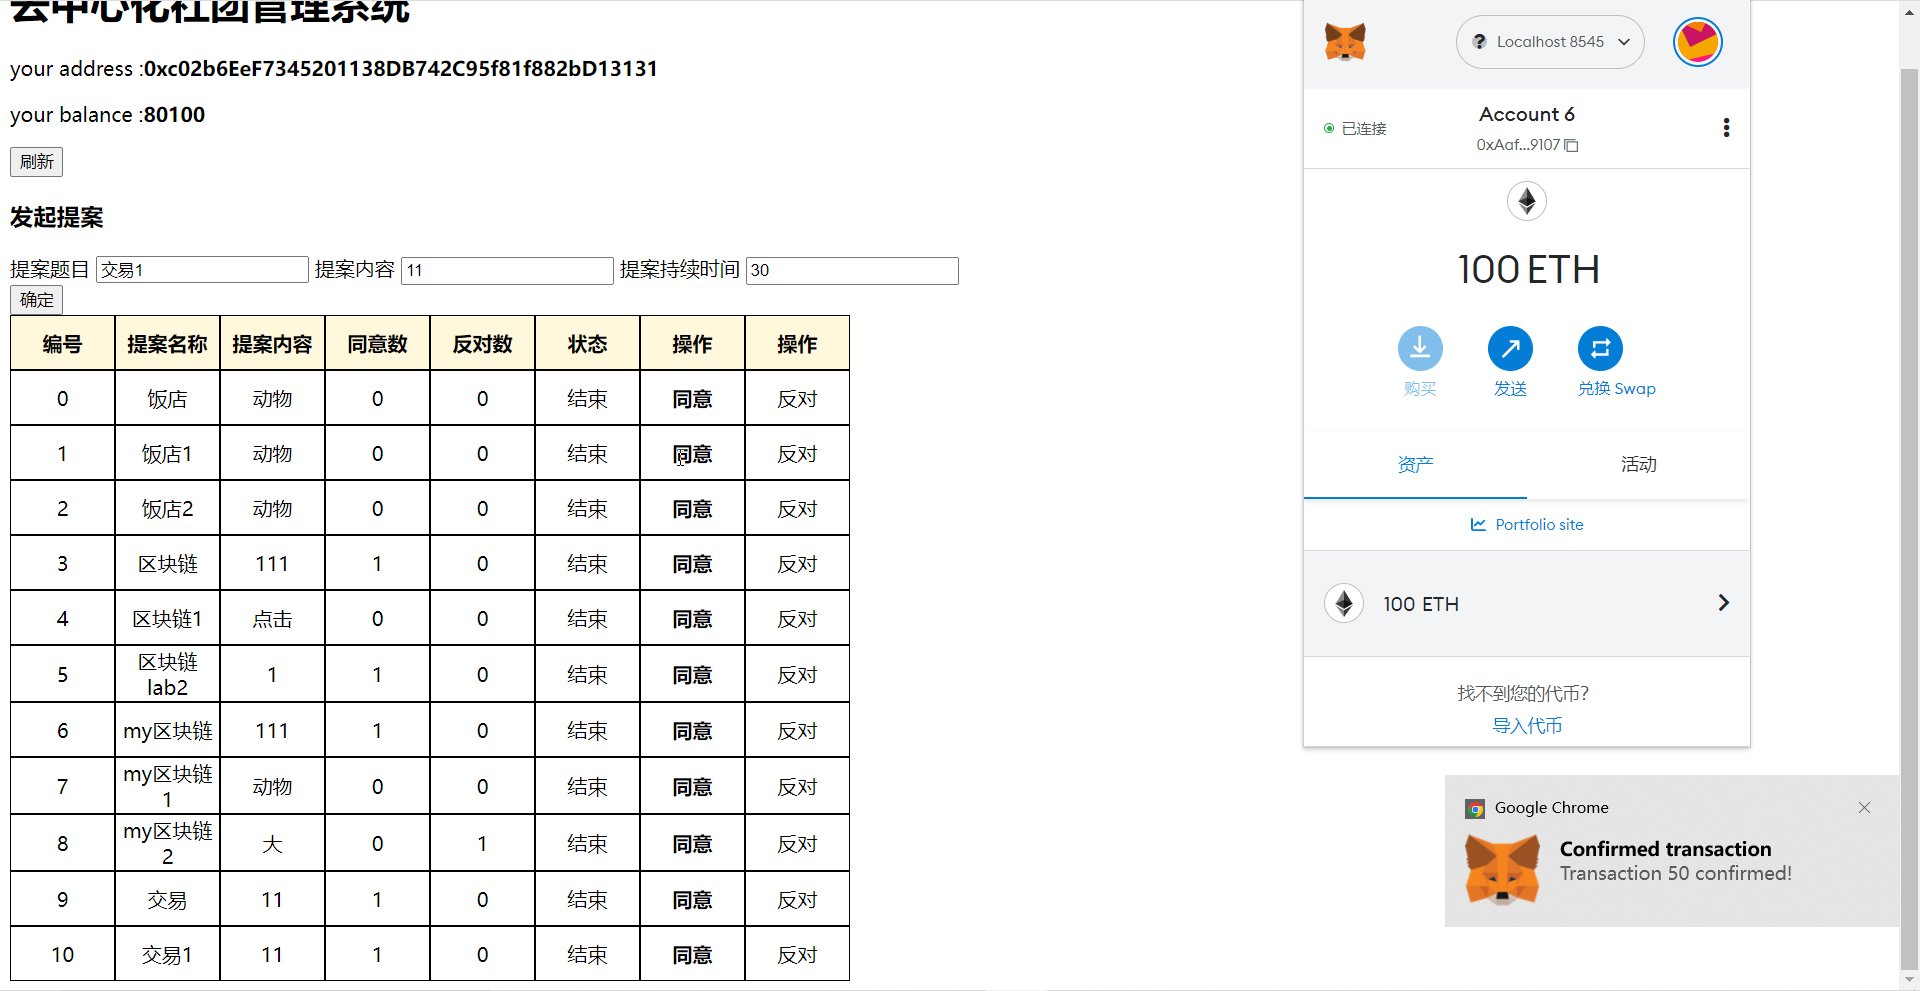 去中心化社团管理系统
your address :0xc02b6EeF7345201138DB742C95f81f882bD13131
your balance :80100
刷新
发起提案
提案题目 交易1 提案内容 11 提案持续时间 30
确定
编号 提案名称 提案内容 同意数 反对数 状态 操作 操作
0 饭店 动物 0 0 结束 同意 反对
1 饭店1 动物 0 0 结束 同意 反对
2 饭店2 动物 0 0 结束 同意 反对
3 区块链 111 1 0 结束 同意 反对
4 区块链1 点击 0 0 结束 同意 反对
5 区块链lab2 1 1 0 结束 同意 反对
6 my区块链 111 1 0 结束 同意 反对
7 my区块链1 动物 0 0 结束 同意 反对
8 my区块链2 大 0 1 结束 同意 反对
9 交易 11 1 0 结束 同意 反对
10 交易1 11 1 0 结束 同意 反对
Localhost 8545
已连接
Account 6
0xAaf...9107
100 ETH
购买 发送 兑换 Swap
资产 活动
Portfolio site
100 ETH
找不到您的代币？
导入代币
Google Chrome
Confirmed transaction
Transaction 50 confirmed!